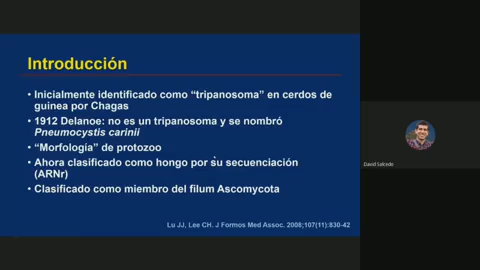 Introducción
• Inicialmente identificado como “tripanosoma” en cerdos de
guinea por Chagas
• 1912 Delanoe: no es un tripanosoma y se nombró
Pneumocystis carinii
• “Morfología” de protozoo
• Ahora clasificado como hongo por su secuenciación
(ARNr)
• Clasificado como miembro del filum Ascomycota
Lu JJ, Lee CH. J Formos Med Assoc. 2008;107(11):830-42
David Salcedo